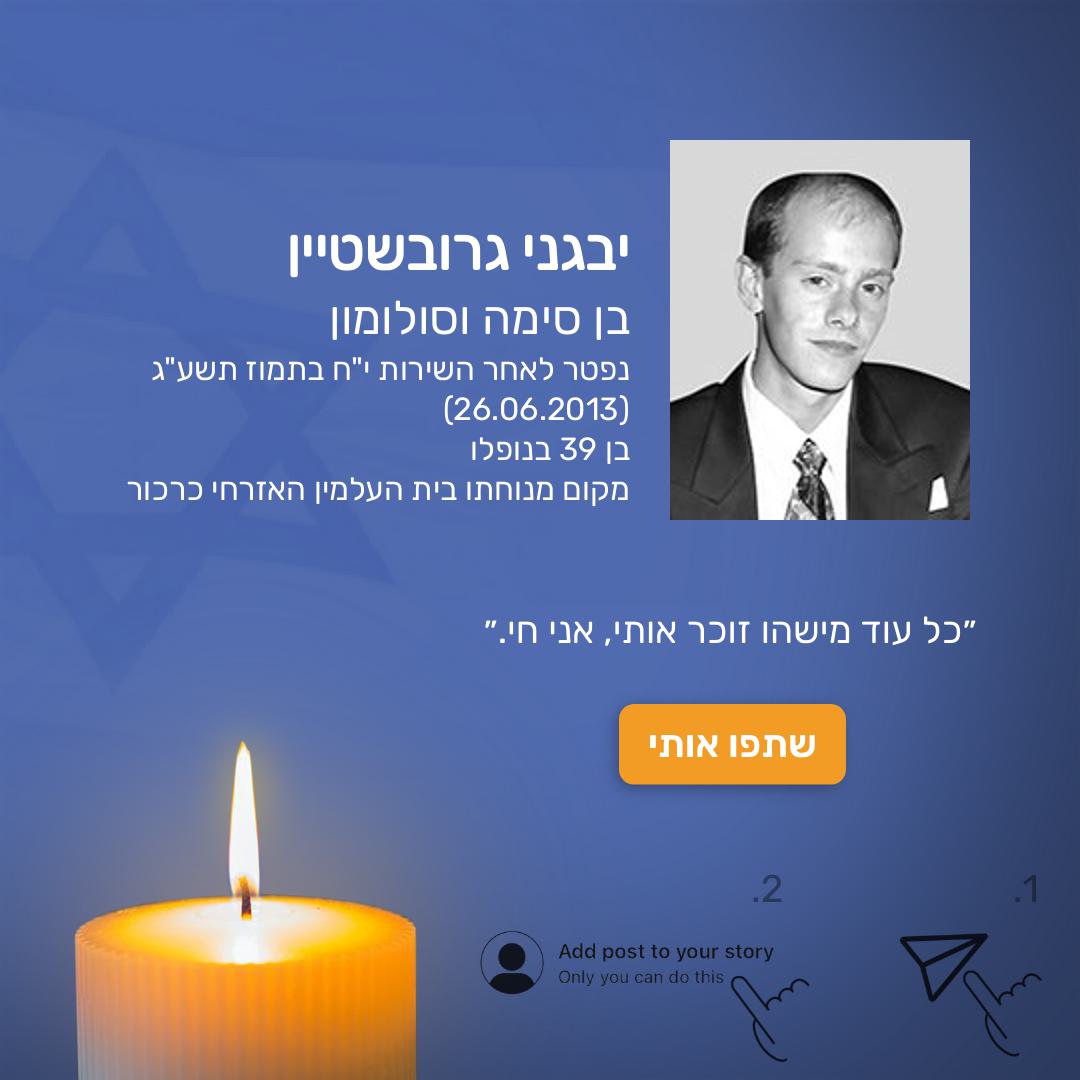 יבגני גרובשטיין
בן סימה וסולומון
נפטר לאחר השירות י"ח בתמוז תשע"ג
(26.06.2013)
בן 39 בנופלו
מקום מנוחתו בית העלמין האזרחי כרכור
״כל עוד מישהו זוכר אותי, אני חי.״
שתפו אותי
.1
.2
Add post to your story
Only you can do this